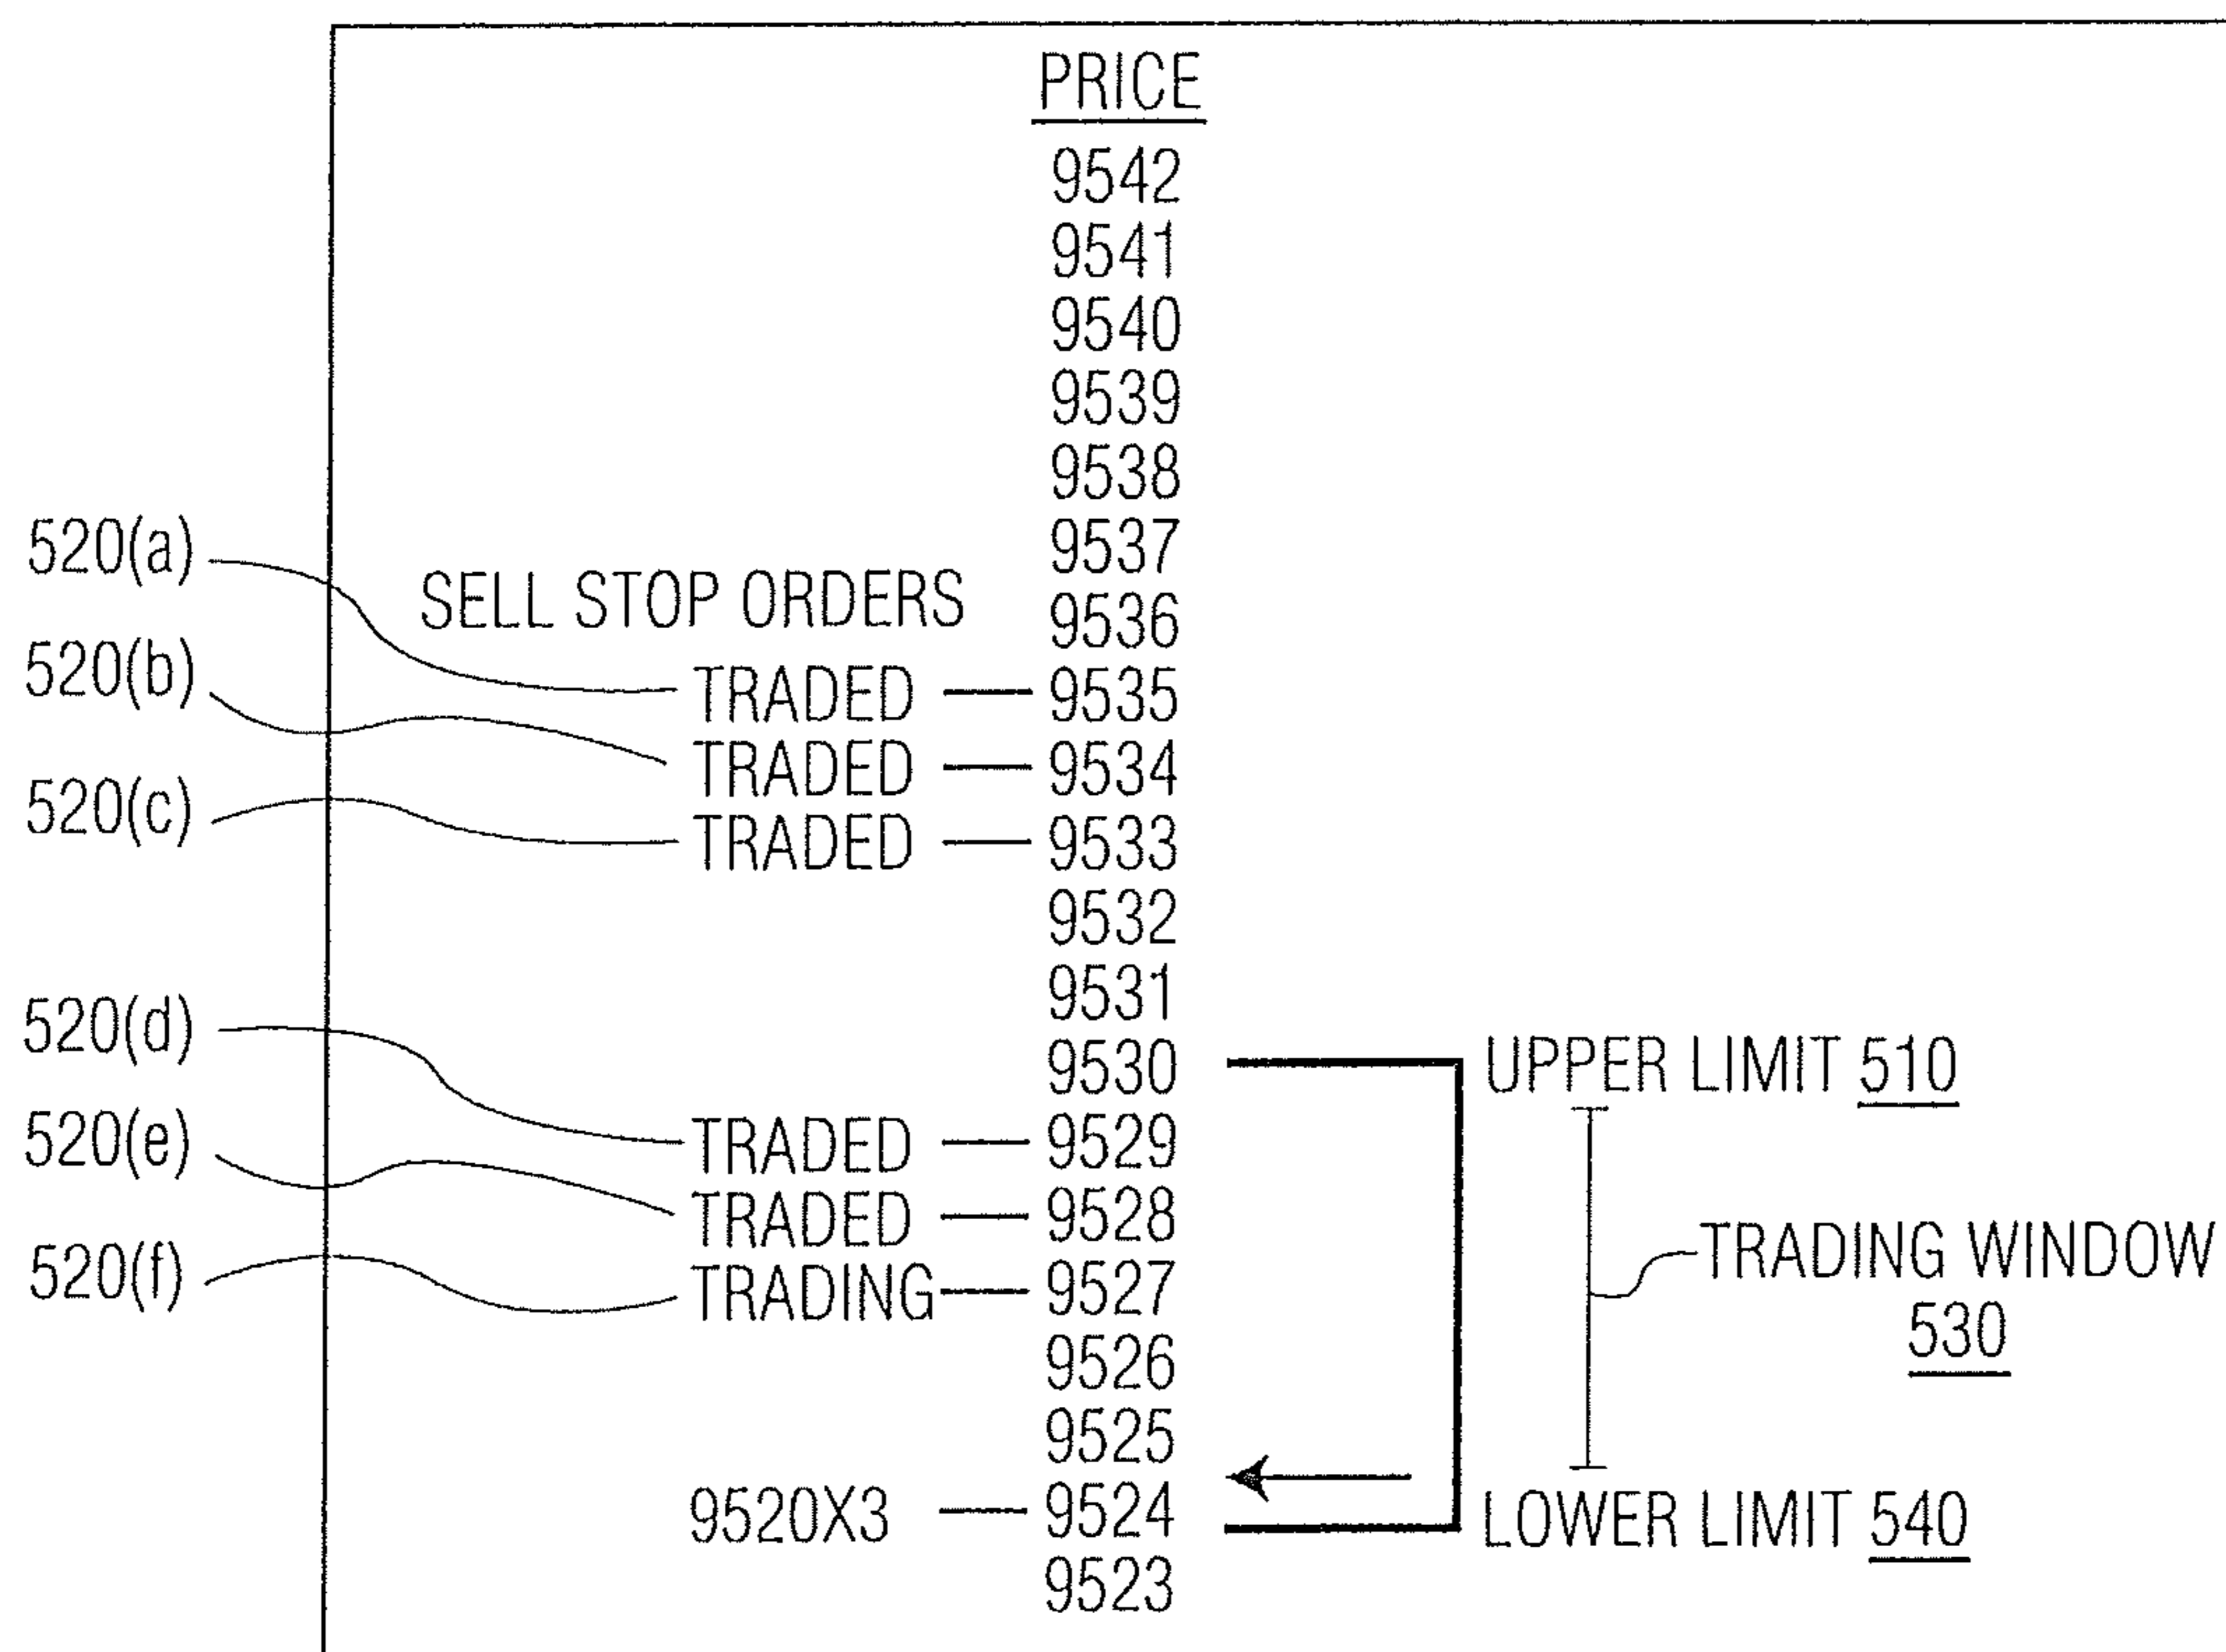 PRICE
9542
9541
9540
9539
9538
9537
520(a)
SELL STOP ORDERS 9536
520(b) TRADED 9535
TRADED 9534
520(c) TRADED 9533
9532
9531
520(d) 9530 UPPER LIMIT 510
520(e) TRADED 9529
TRADED 9528 TRADING WINDOW
520(f) TRADING 9527 530
9526
9525
9520X3 9524 LOWER LIMIT 540
9523